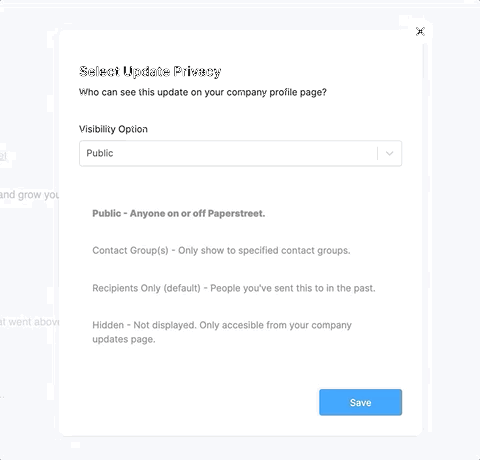 Select Update Privacy
Who can see this update on your company profile page?
Visibility Option
Public
and grow you
Public - Anyone on or off Paperstreet.
Contact Group(s) - Only show to specified contact groups.
Recipients Only (default) - People you've sent this to in the past.
at went above
Hidden - Not displayed. Only accesible from your company
updates page.
Save